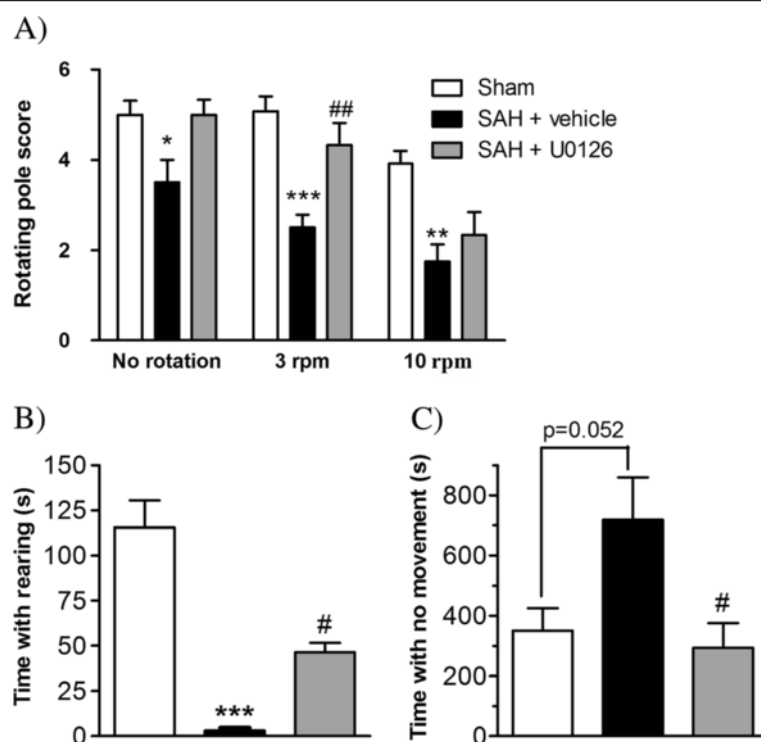 A)
Rotating pole score
6
4
2
0
*
***
##
**
Sham
SAH + vehicle
SAH + U0126
No rotation
3 rpm
10 rpm
B)
Time with rearing (s)
150
125
100
75
50
25
0
***
#
C)
p=0.052
Time with no movement (s)
800
600
400
200
0
#